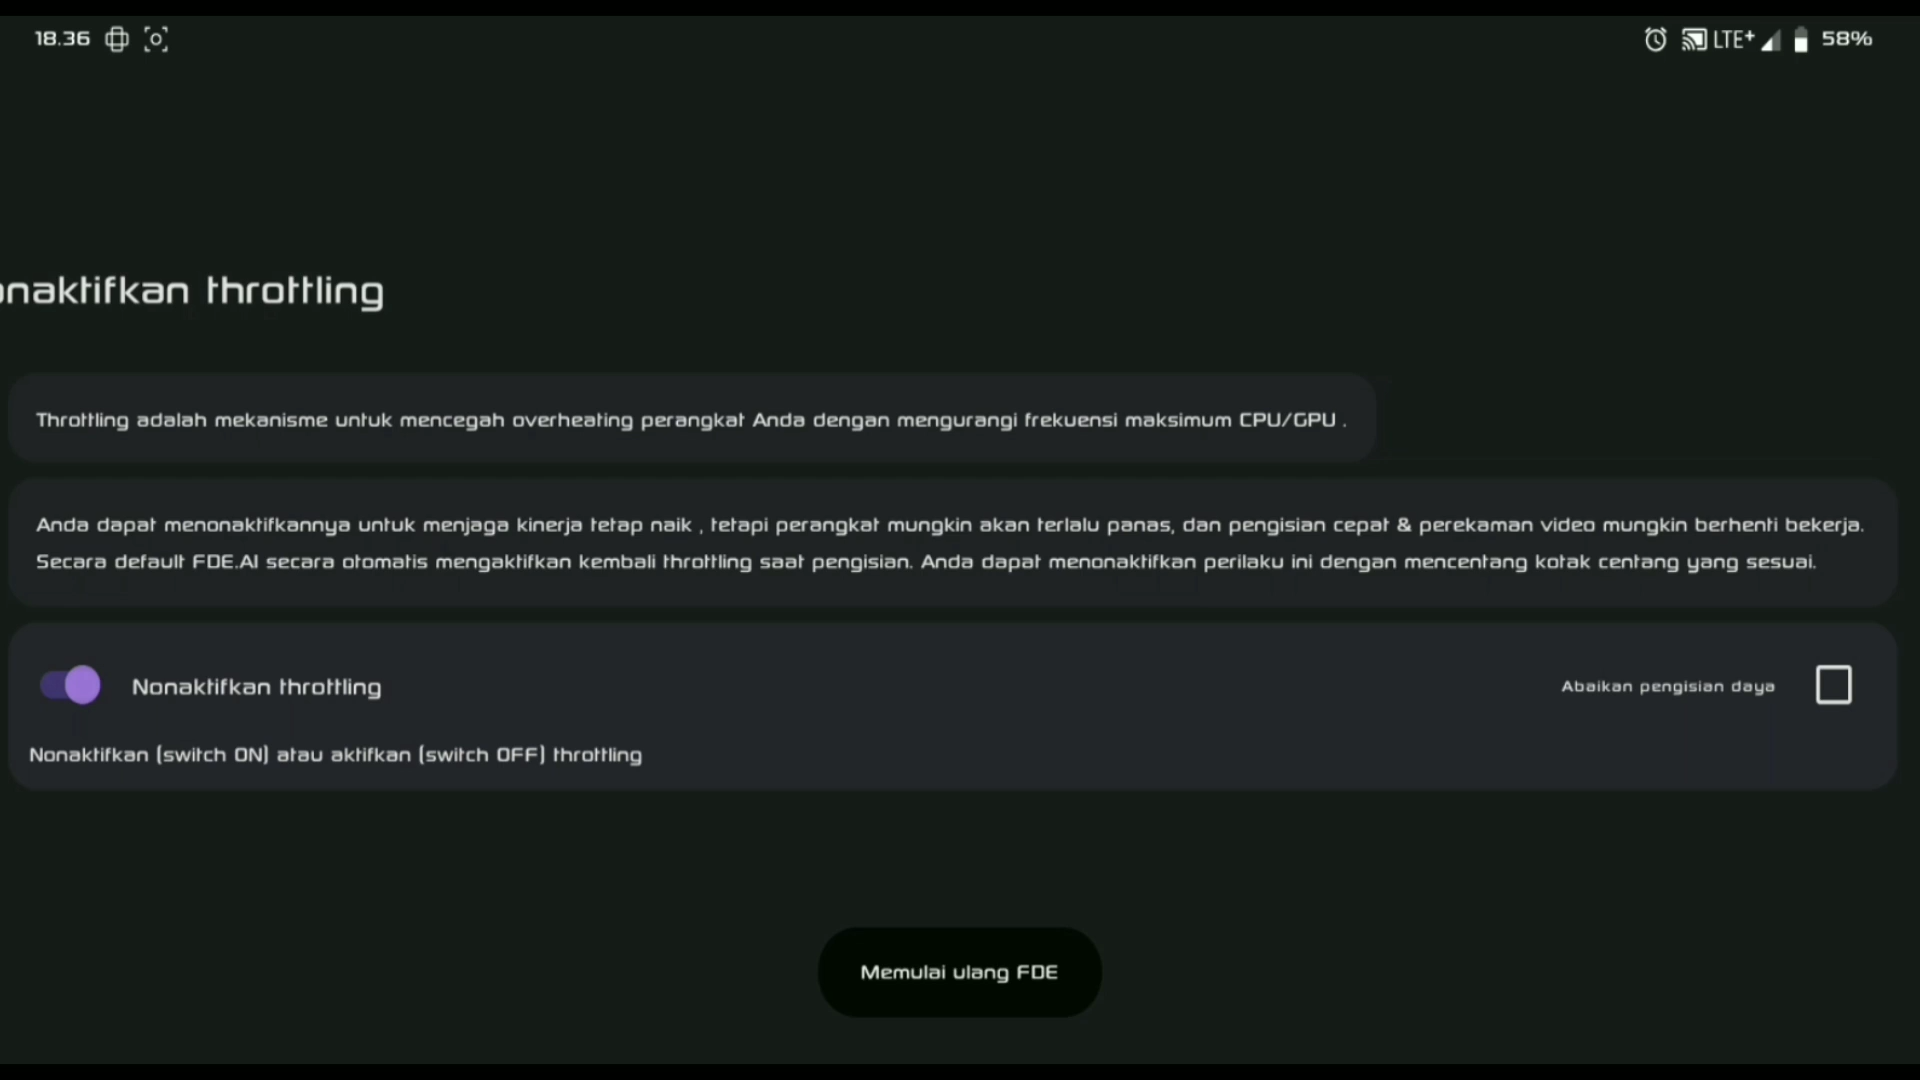 18.36
LTE+ 58%
onaktifkan throttling
Throttling adalah mekanisme untuk mencegah overheating perangkat Anda dengan mengurangi frekuensi maksimum CPU/GPU .
Anda dapat menonaktifkannya untuk menjaga kinerja tetap naik , tetapi perangkat mungkin akan terlalu panas, dan pengisian cepat & perekaman video mungkin berhenti bekerja.
Secara default FDE.AI secara otomatis mengaktifkan kembali throttling saat pengisian. Anda dapat menonaktifkan perilaku ini dengan mencentang kotak centang yang sesuai.
Nonaktifkan throttling
Abaikan pengisian daya
Nonaktifkan (switch ON) atau aktifkan (switch OFF) throttling
Memulai ulang FDE